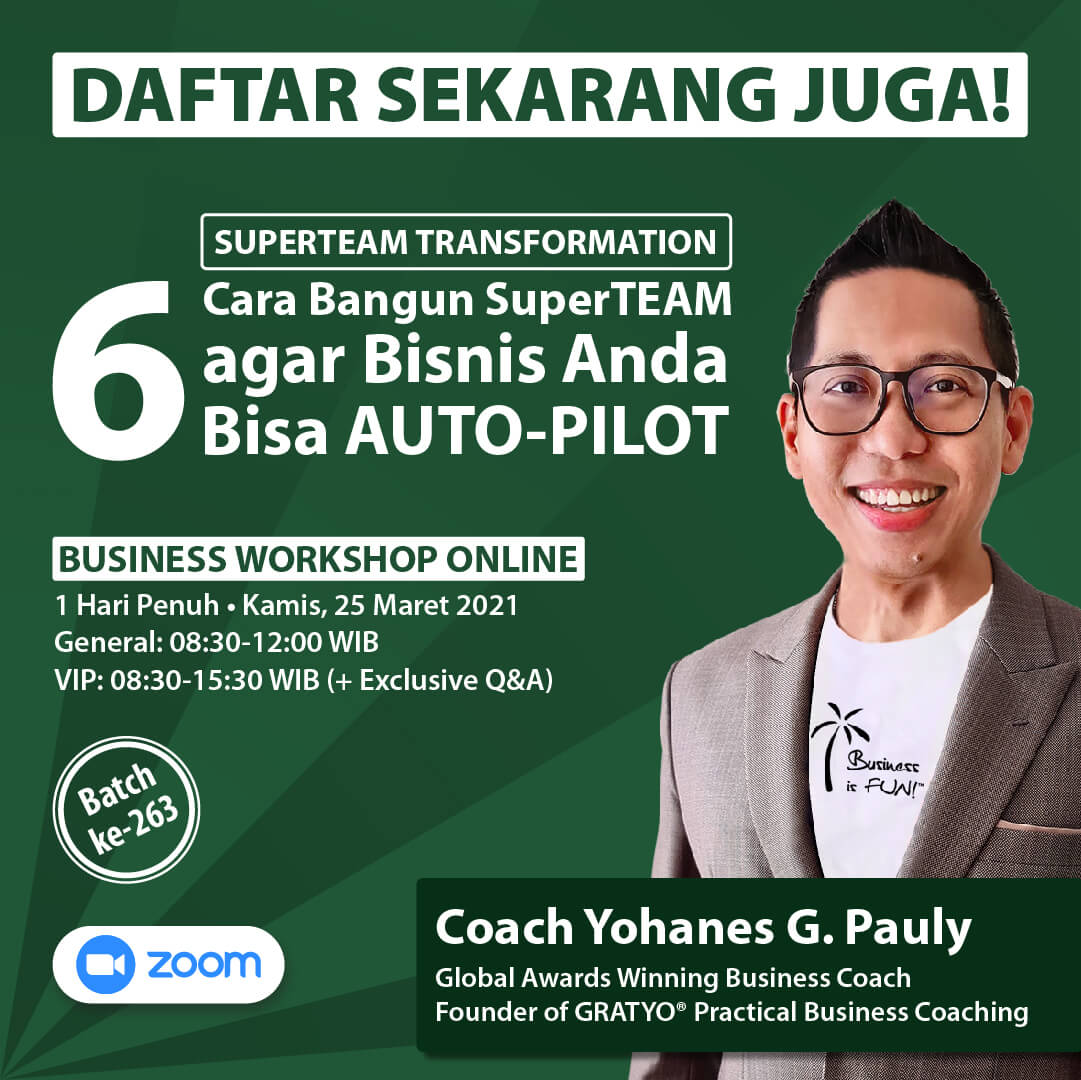 DAFTAR SEKARANG JUGA!
SUPERTEAM TRANSFORMATION
6 Cara Bangun SuperTEAM
agar Bisnis Anda
Bisa AUTO-PILOT
BUSINESS WORKSHOP ONLINE
1 Hari Penuh • Kamis, 25 Maret 2021
General: 08:30-12:00 WIB
VIP: 08:30-15:30 WIB (+ Exclusive Q&A)
Batch
ke-263
zoom
Business
is FUN!™
Coach Yohanes G. Pauly
Global Awards Winning Business Coach
Founder of GRATYO® Practical Business Coaching